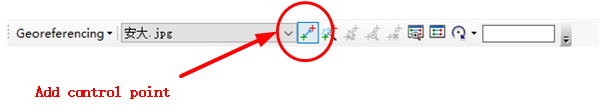 Georeferencing 安大.jpg
Add control point